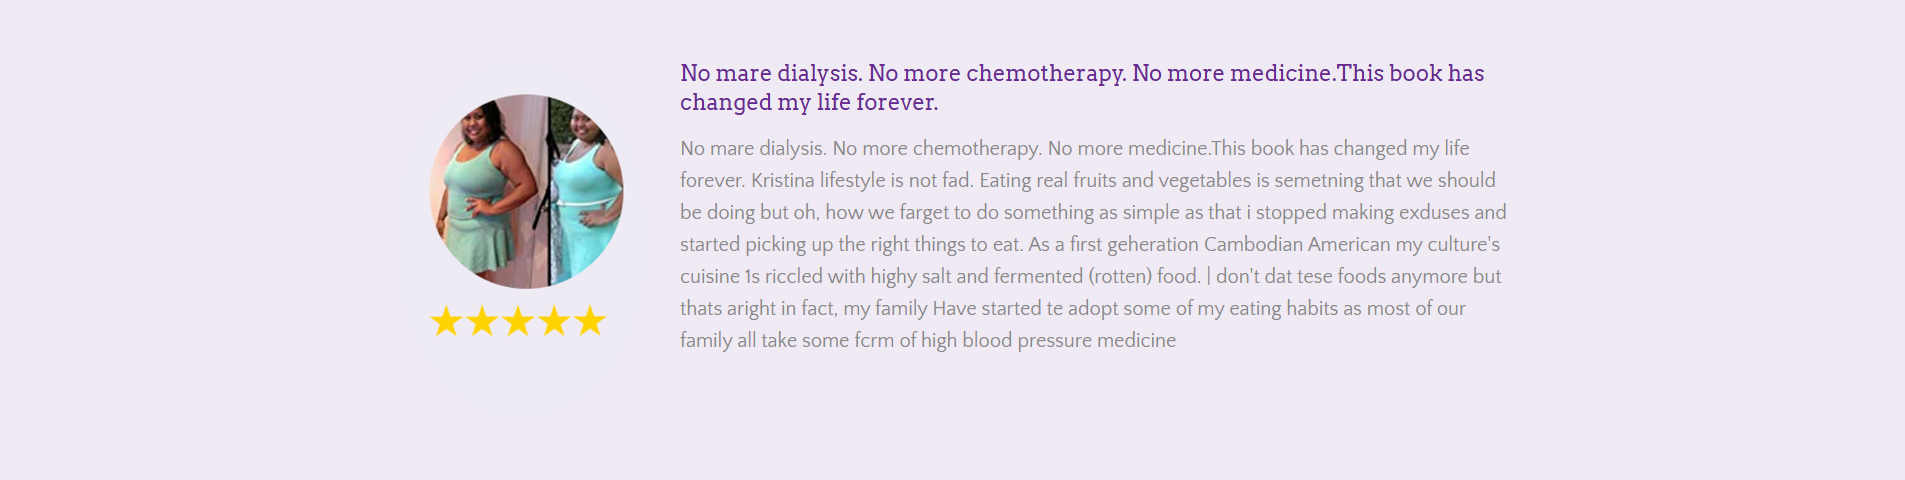 No mare dialysis. No more chemotherapy. No more medicine.This book has
changed my life forever.
No mare dialysis. No more chemotherapy. No more medicine.This book has changed my life
forever. Kristina lifestyle is not fad. Eating real fruits and vegetables is semetning that we should
be doing but oh, how we farget to do something as simple as that i stopped making exduses and
started picking up the right things to eat. As a first geheration Cambodian American my culture's
cuisine 1s riccled with highy salt and fermented (rotten) food. | don't dat tese foods anymore but
thats aright in fact, my family Have started te adopt some of my eating habits as most of our
family all take some fcrm of high blood pressure medicine